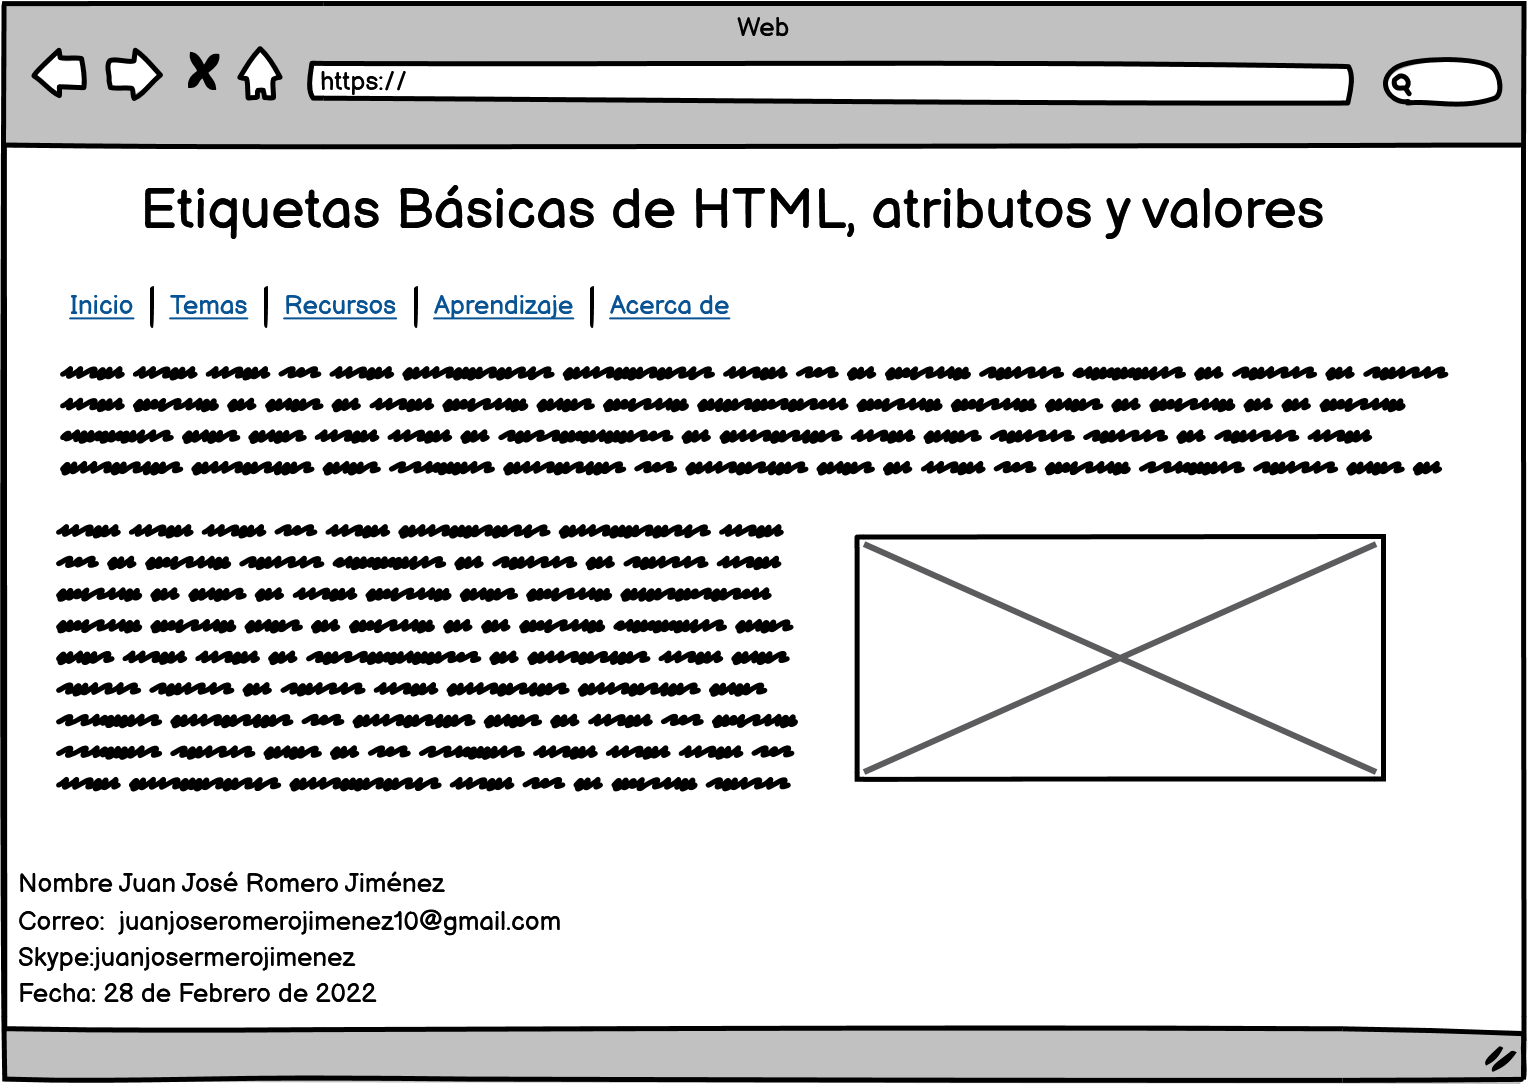 Web
https://
Etiquetas Básicas de HTML, atributos y valores
Inicio Temas Recursos Aprendizaje Acerca de
Nombre Juan José Romero Jiménez
Correo: juanjoseromerojimenez10@gmail.com
Skype:juanjosermerojimenez
Fecha: 28 de Febrero de 2022